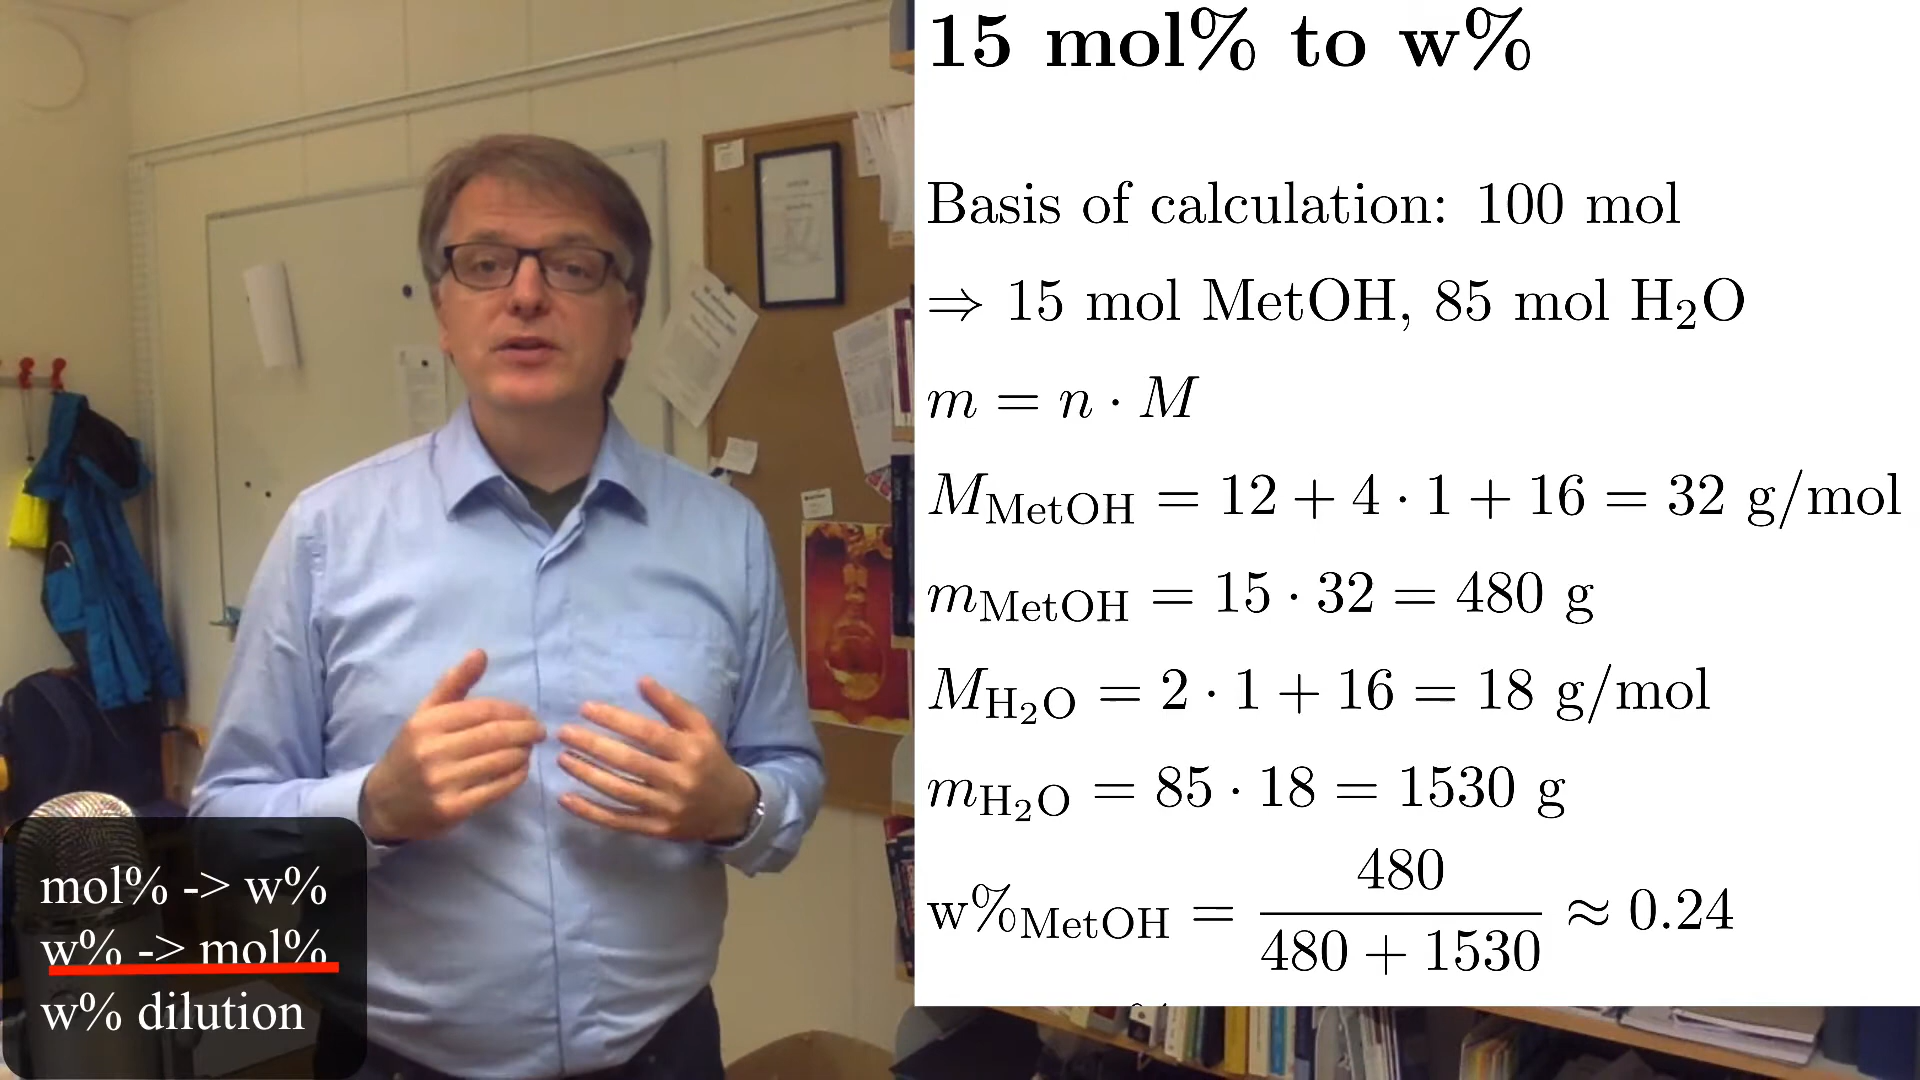 15 mol% to w%
Basis of calculation: 100 mol
⇒ 15 mol MetOH, 85 mol H₂O
m = n · M
M_MetOH = 12 + 4 · 1 + 16 = 32 g/mol
m_MetOH = 15 · 32 = 480 g
M_H₂O = 2 · 1 + 16 = 18 g/mol
m_H₂O = 85 · 18 = 1530 g
w%_MetOH = 480 / (480 + 1530) ≈ 0.24
mol% -> w%
w% -> mol%
w% dilution